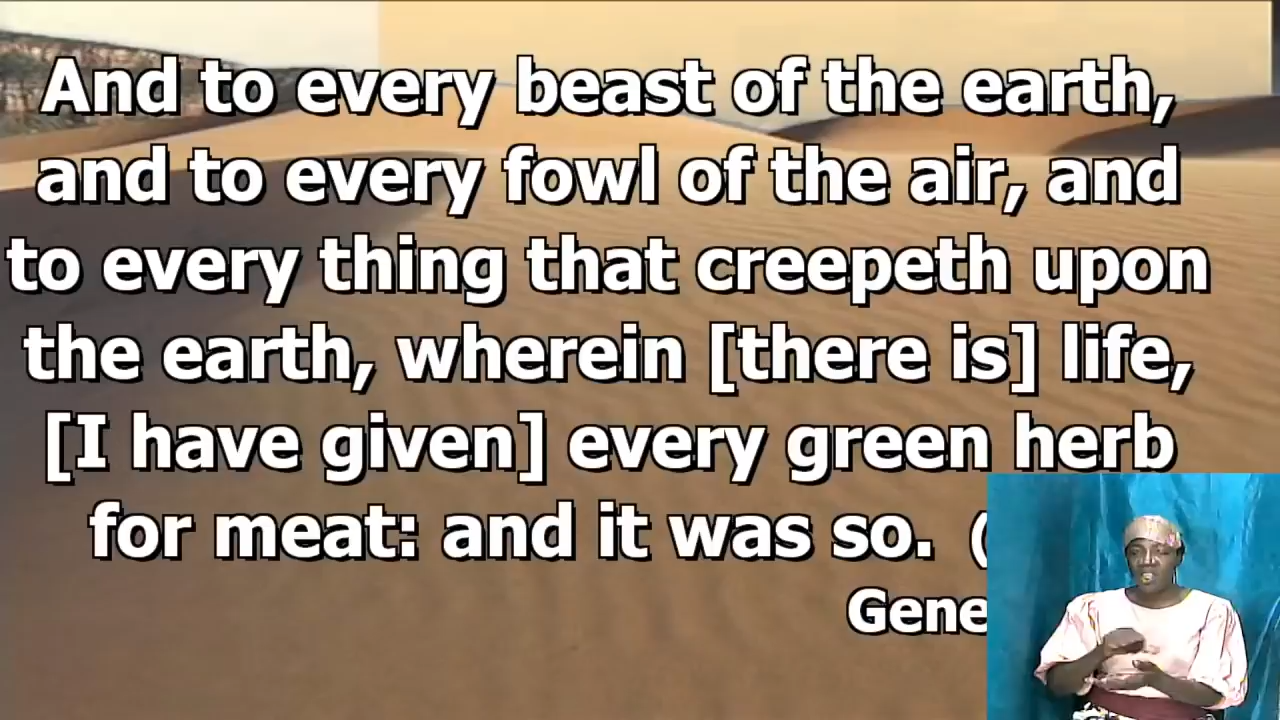 And to every beast of the earth,
and to every fowl of the air, and
to every thing that creepeth upon
the earth, wherein [there is] life,
[I have given] every green herb
for meat: and it was so. (
Gene